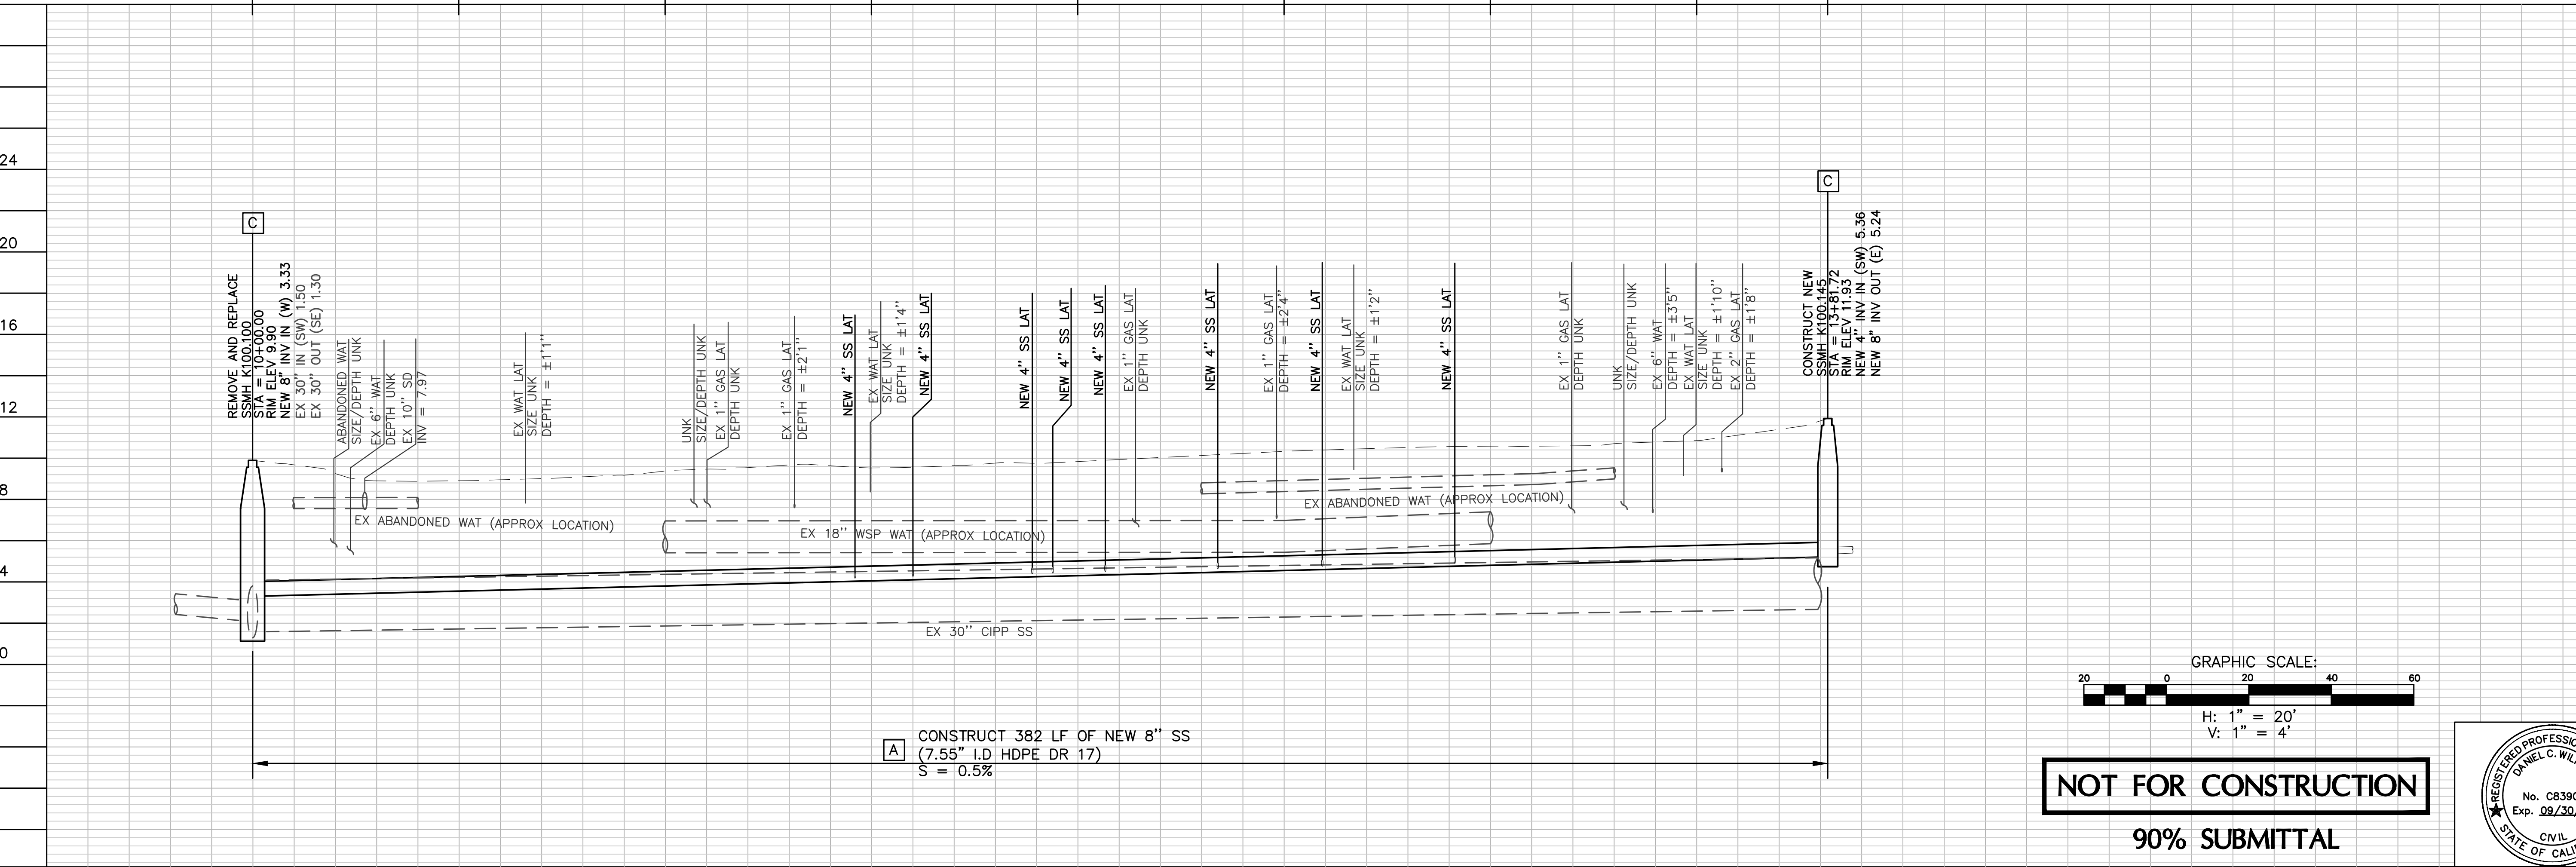 24
20
16
12
8
4
0
C
REMOVE AND REPLACE
SSMH K100.100
STA = 10+00.00
RIM ELEV 9.90
NEW 8" INV IN (W) 3.33
EX 30" IN (SW) 1.50
EX 30" OUT (SE) 1.30
ABANDONED WAT
SIZE/DEPTH UNK
EX 6" WAT
DEPTH UNK
EX 10" SD
INV = 7.97
EX WAT LAT
SIZE UNK
DEPTH = ±1'1"
UNK
SIZE/DEPTH UNK
EX 1" GAS LAT
DEPTH UNK
EX 1" GAS LAT
DEPTH = ±2'1"
NEW 4" SS LAT
EX WAT LAT
SIZE UNK
DEPTH = ±1'4"
NEW 4" SS LAT
NEW 4" SS LAT
NEW 4" SS LAT
NEW 4" SS LAT
EX 1" GAS LAT
DEPTH UNK
NEW 4" SS LAT
EX 1" GAS LAT
DEPTH = ±2'4"
NEW 4" SS LAT
EX WAT LAT
SIZE UNK
DEPTH = ±1'2"
NEW 4" SS LAT
EX 1" GAS LAT
DEPTH UNK
UNK
SIZE/DEPTH UNK
EX 6" WAT
DEPTH = ±3'5"
EX WAT LAT
SIZE UNK
DEPTH = ±1'10"
EX 2" GAS LAT
DEPTH = ±1'8"
C
CONSTRUCT NEW
SSMH K100.145
STA = 13+81.72
RIM ELEV 11.93
NEW 4" INV IN (SW) 5.36
NEW 8" INV OUT (E) 5.24
EX ABANDONED WAT (APPROX LOCATION)
EX 18" WSP WAT (APPROX LOCATION)
EX ABANDONED WAT (APPROX LOCATION)
EX 30" CIPP SS
A
CONSTRUCT 382 LF OF NEW 8" SS
(7.55" I.D HDPE DR 17)
S = 0.5%
GRAPHIC SCALE:
20 0 20 40 60
H: 1" = 20'
V: 1" = 4'
NOT FOR CONSTRUCTION
90% SUBMITTAL
REGISTERED
DANIEL C.
No.
Exp. 09/30/
CIVIL
STATE OF